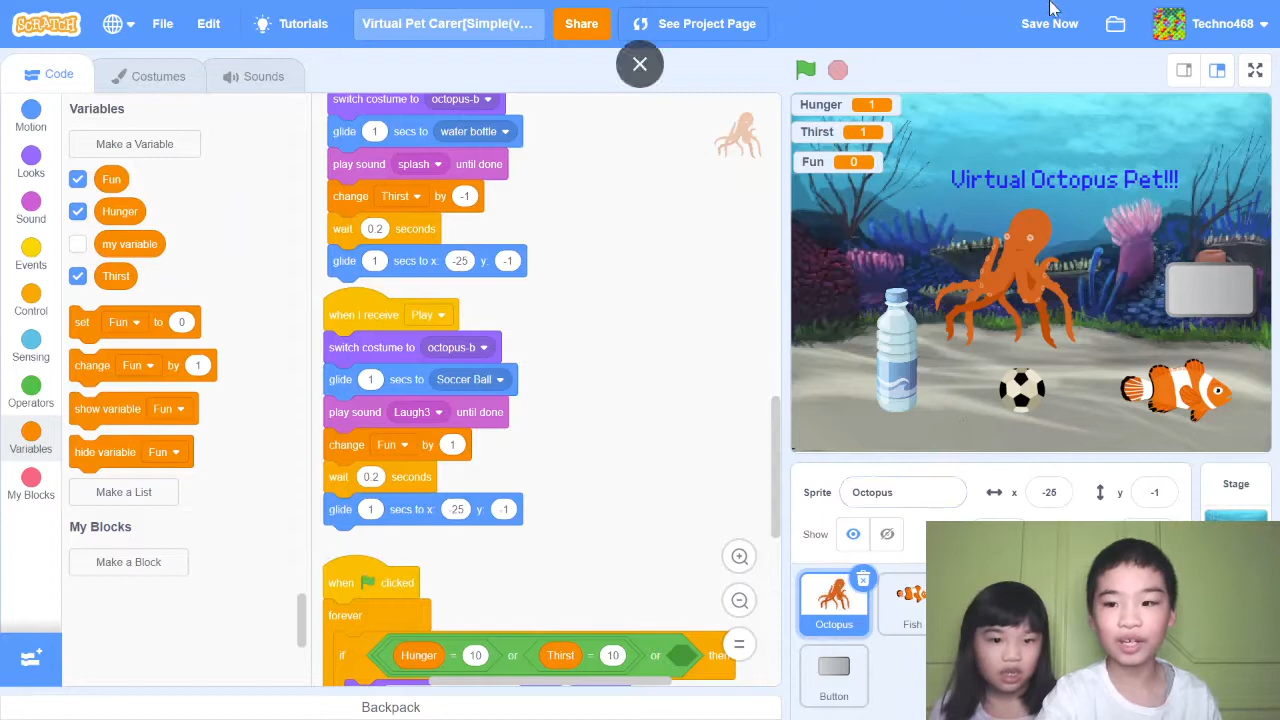 SCRATCH
File
Edit
Tutorials
Virtual Pet Carer[Simple(v...
Share
See Project Page
Save Now
Techno468
Code
Costumes
Sounds
Motion
Looks
Sound
Events
Control
Sensing
Operators
Variables
My Blocks
Variables
Make a Variable
Fun
Hunger
my variable
Thirst
set Fun to 0
change Fun by 1
show variable Fun
hide variable Fun
Make a List
My Blocks
Make a Block
switch costume to octopus-b
glide 1 secs to water bottle
play sound splash until done
change Thirst by -1
wait 0.2 seconds
glide 1 secs to x: -25 y: -1
when I receive Play
switch costume to octopus-b
glide 1 secs to Soccer Ball
play sound Laugh3 until done
change Fun by 1
wait 0.2 seconds
glide 1 secs to x: -25 y: -1
when clicked
forever
if Hunger = 10 or Thirst = 10 or then
Backpack
Hunger 1
Thirst 1
Fun 0
Virtual Octopus Pet!!!
Sprite Octopus x -25 y -1
Show
Stage
Octopus
Fish
Button